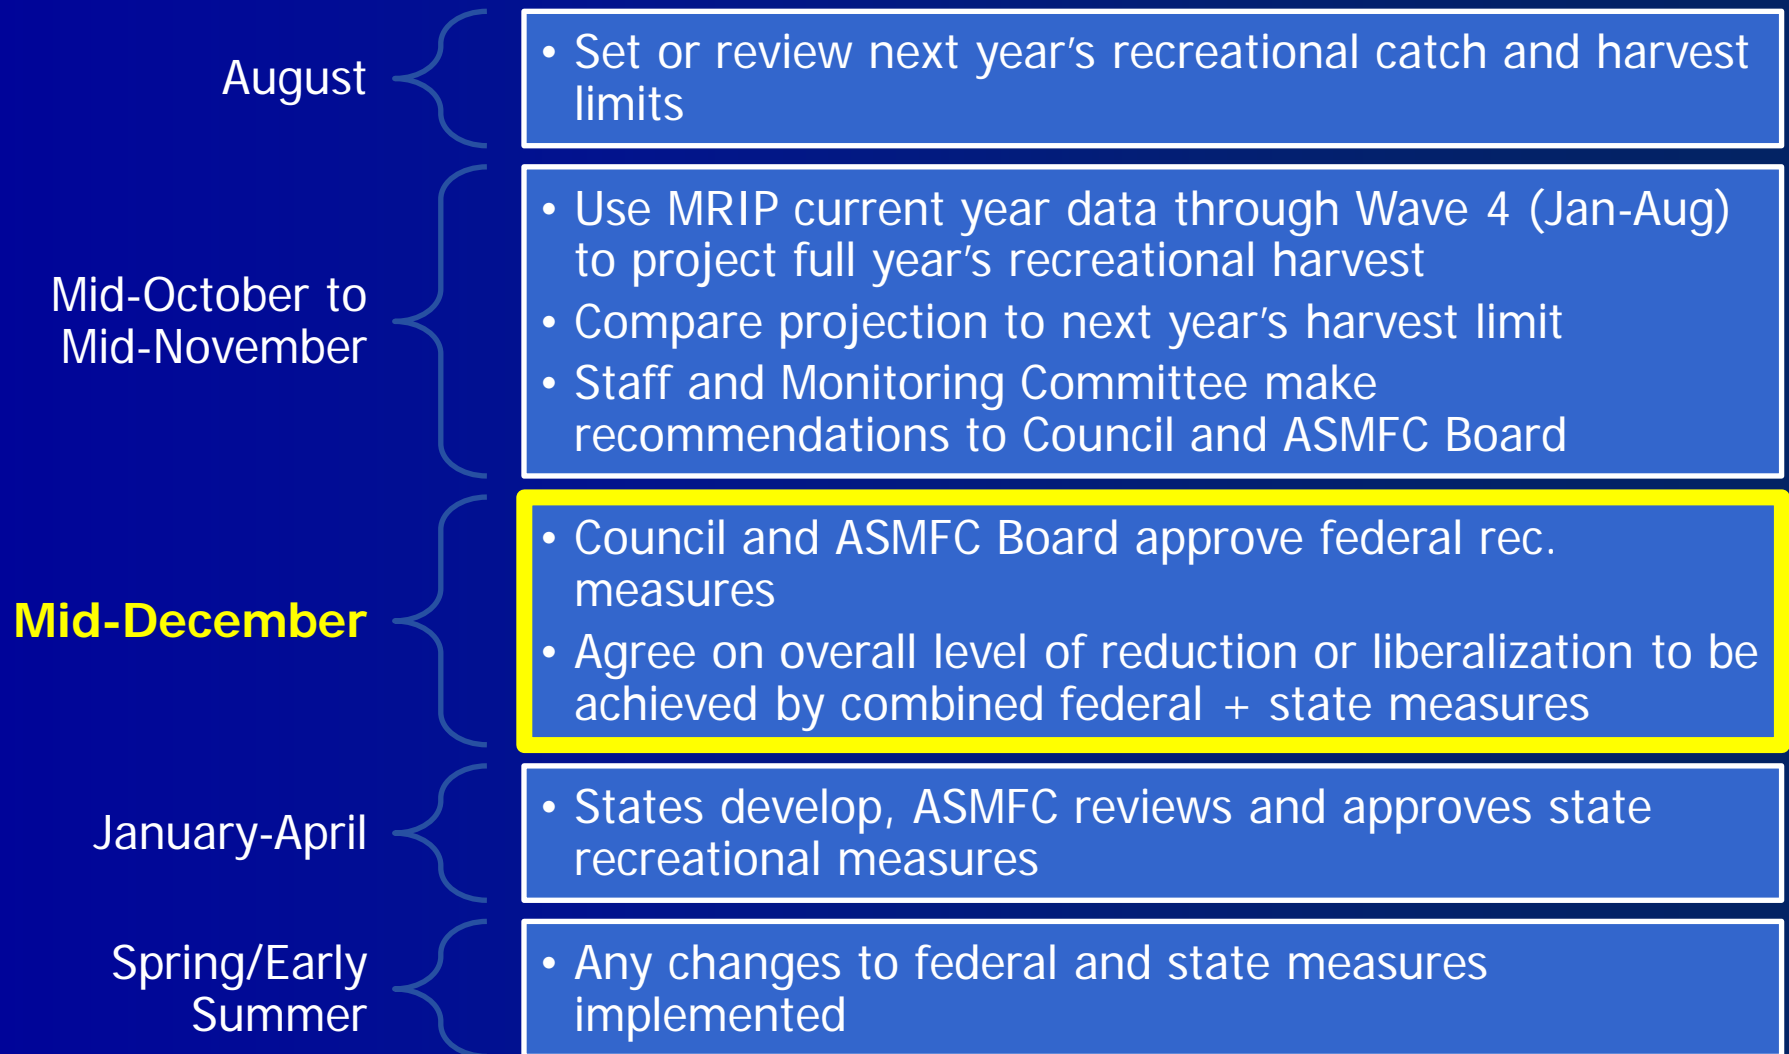 August
• Set or review next year’s recreational catch and harvest
limits
Mid-October to
Mid-November
• Use MRIP current year data through Wave 4 (Jan-Aug)
to project full year’s recreational harvest
• Compare projection to next year’s harvest limit
• Staff and Monitoring Committee make
recommendations to Council and ASMFC Board
Mid-December
• Council and ASMFC Board approve federal rec.
measures
• Agree on overall level of reduction or liberalization to be
achieved by combined federal + state measures
January-April
• States develop, ASMFC reviews and approves state
recreational measures
Spring/Early
Summer
• Any changes to federal and state measures
implemented